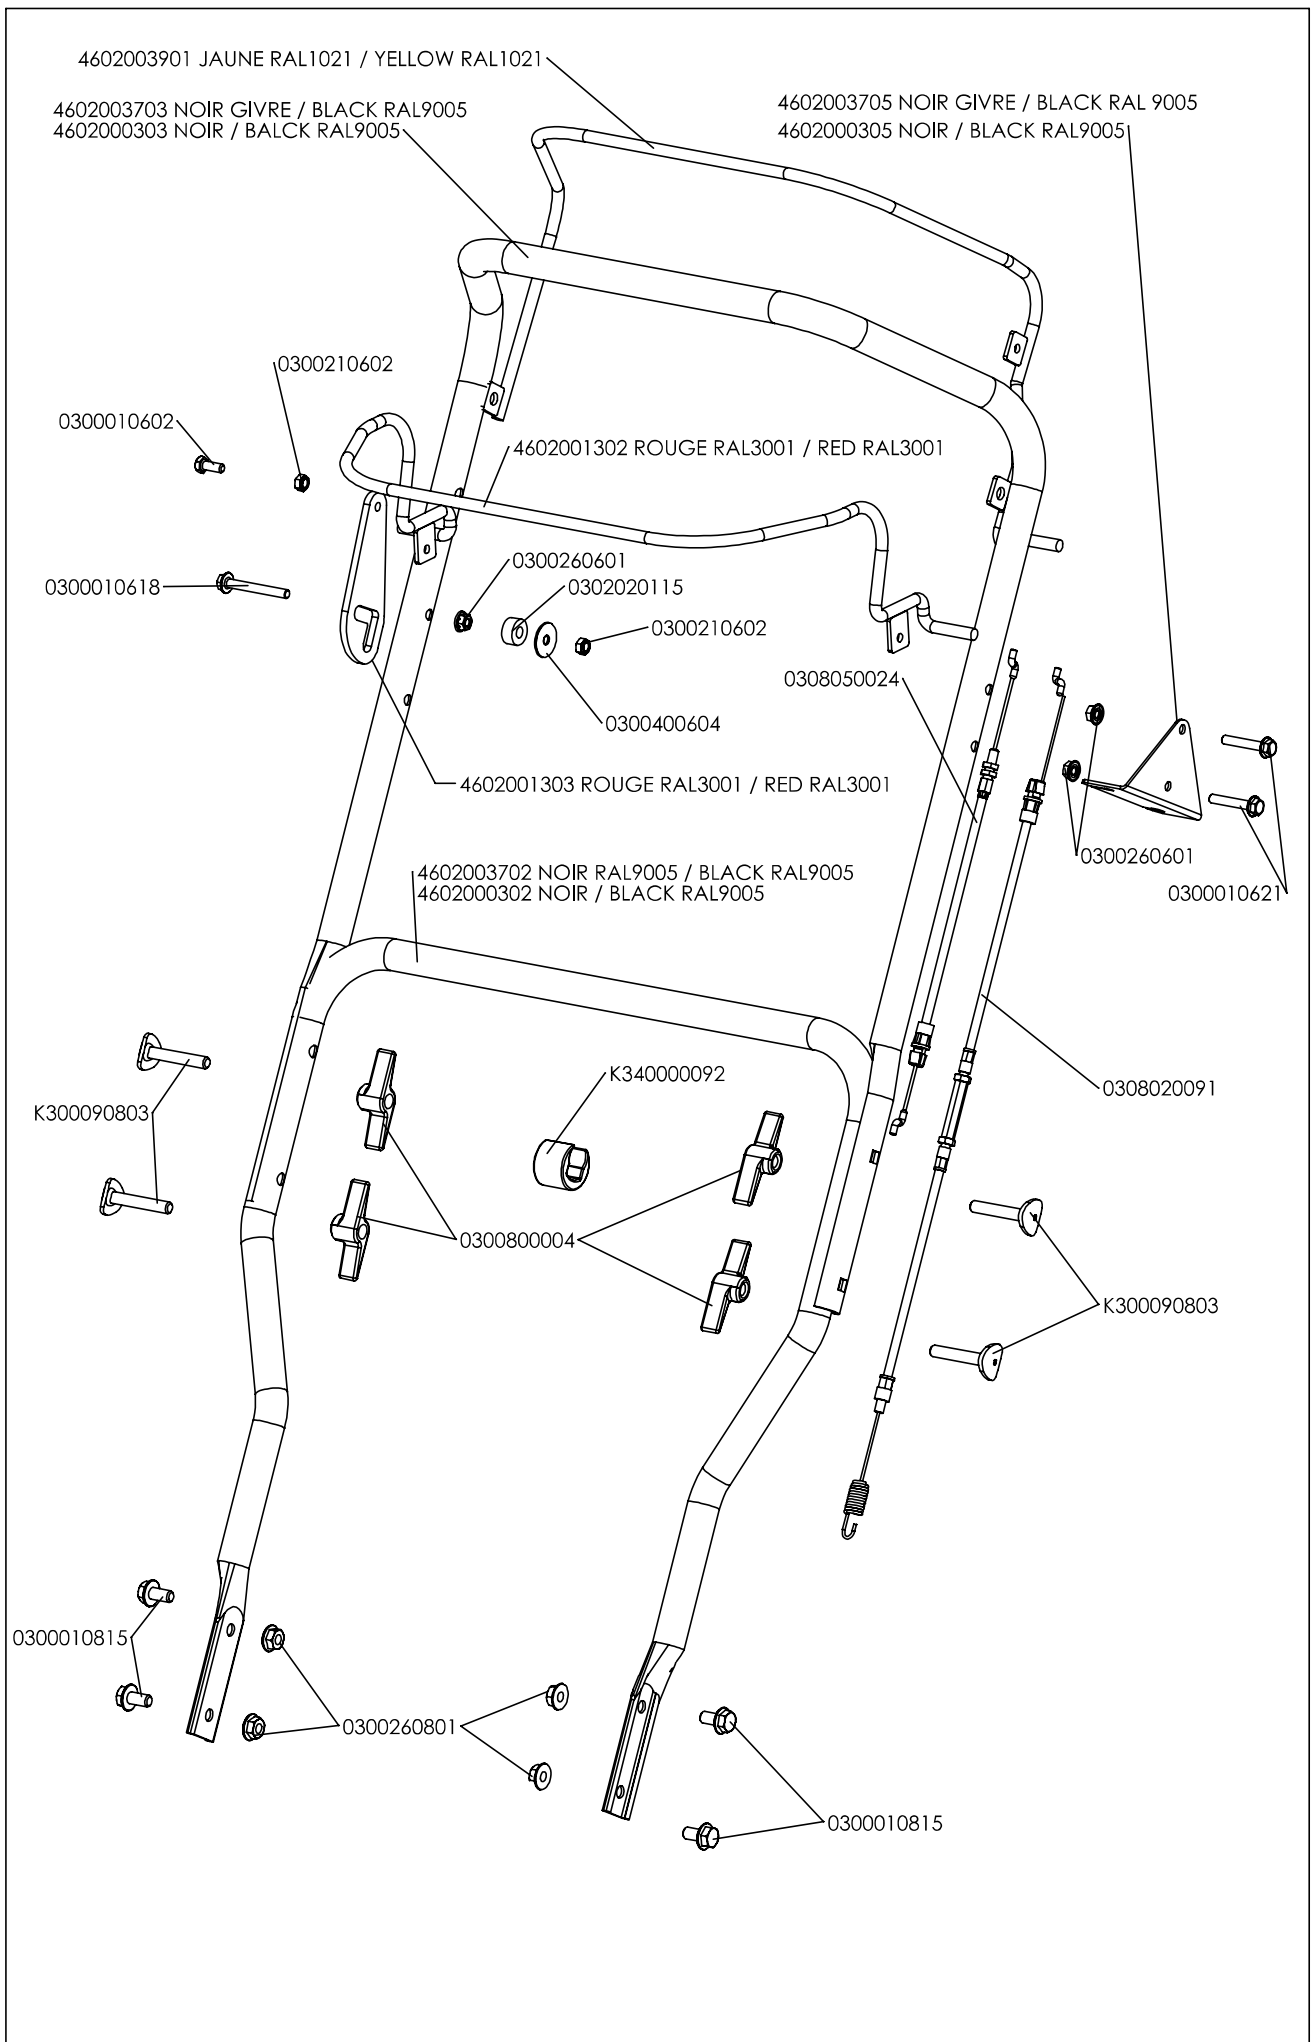 4602003901 JAUNE RAL1021 / YELLOW RAL1021
4602003703 NOIR GIVRE / BLACK RAL9005
4602000303 NOIR / BALCK RAL9005
4602003705 NOIR GIVRE / BLACK RAL 9005
4602000305 NOIR / BLACK RAL9005
0300210602
0300010602
4602001302 ROUGE RAL3001 / RED RAL3001
0300260601
0300010618
0302020115
0300210602
0308050024
0300400604
4602001303 ROUGE RAL3001 / RED RAL3001
0300260601
4602003702 NOIR RAL9005 / BLACK RAL9005
4602000302 NOIR / BLACK RAL9005
0300010621
K340000092
0308020091
K300090803
0300800004
K300090803
0300010815
0300260801
0300010815